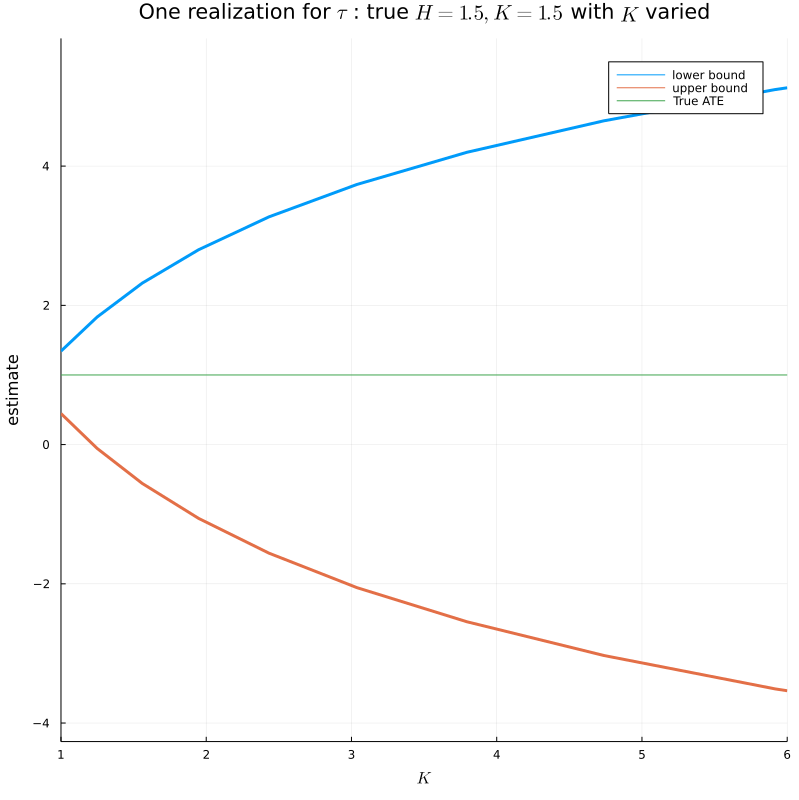 One realization for τ : true H = 1.5, K = 1.5 with K varied
lower bound
upper bound
True ATE
estimate
4
2
0
−2
−4
1 2 3 4 5 6
K